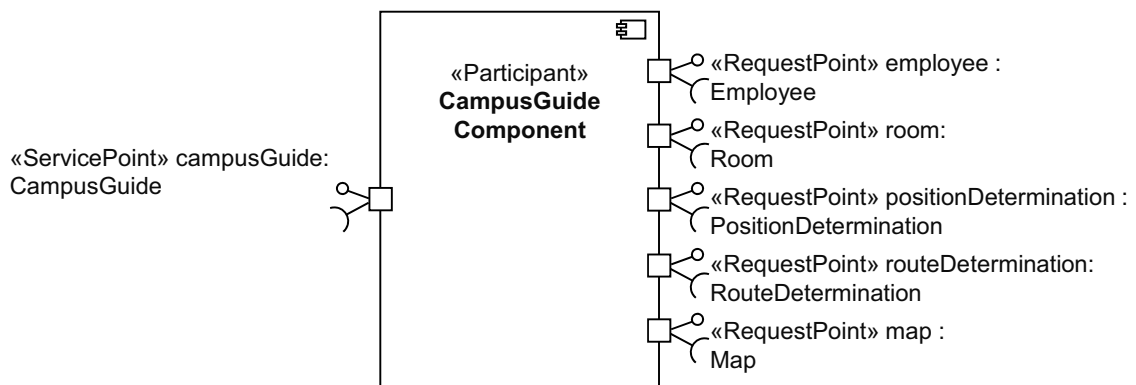 «Participant»
CampusGuide
Component
«ServicePoint» campusGuide:
CampusGuide
«RequestPoint» employee :
Employee
«RequestPoint» room:
Room
«RequestPoint» positionDetermination :
PositionDetermination
«RequestPoint» routeDetermination:
RouteDetermination
«RequestPoint» map :
Map